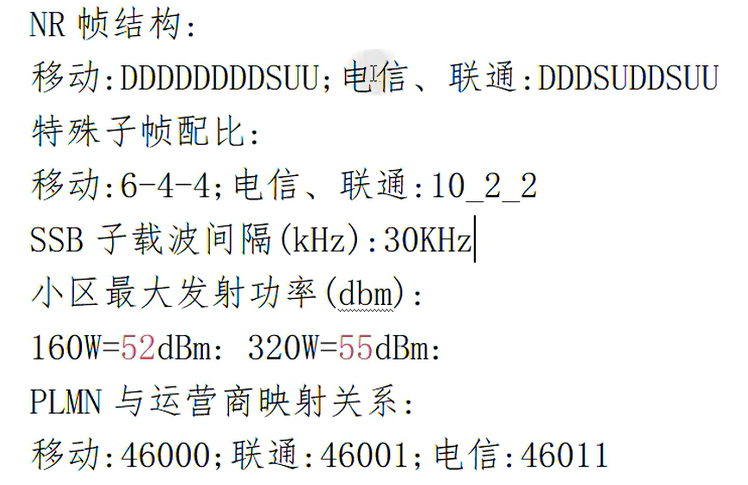 NR 帧结构:
移动:DDDDDDDDSUU;电信、联通:DDDSUDDSUU
特殊子帧配比:
移动:6-4-4;电信、联通:10_2_2
SSB 子载波间隔(kHz):30KHz
小区最大发射功率(dbm):
160W=52dBm: 320W=55dBm:
PLMN 与运营商映射关系:
移动:46000;联通:46001;电信:46011